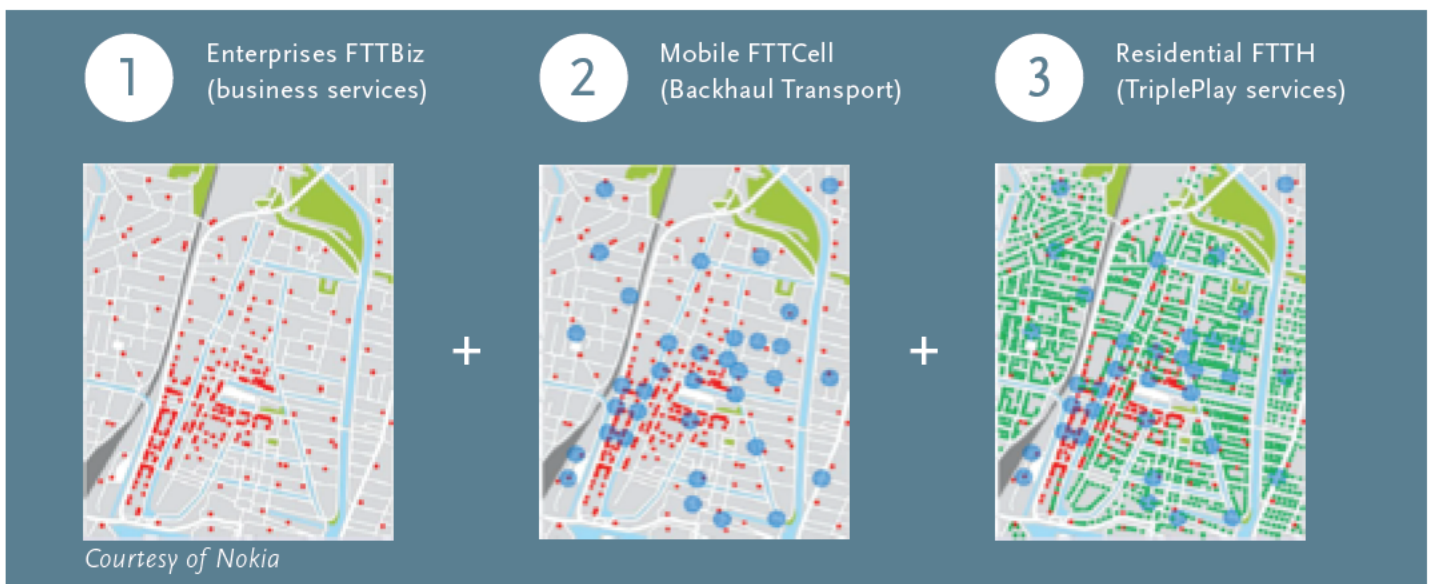 1
Enterprises FTTBiz
(business services)
2
Mobile FTTCell
(Backhaul Transport)
3
Residential FTTH
(TriplePlay services)
+
+
Courtesy of Nokia